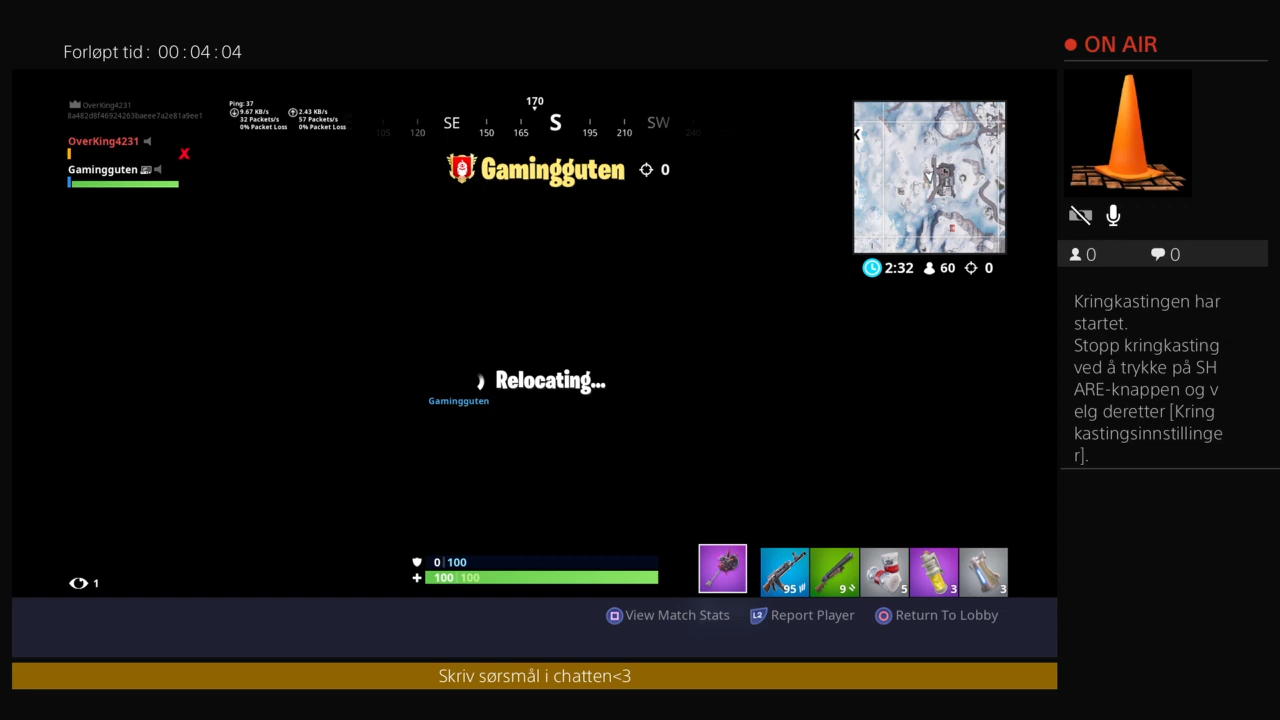 Forløpt tid : 00 : 04 : 04
ON AIR
OverKing4231
8a482d8f46924263baeee7a2e81a9ee1
Ping: 37
9.67 KB/s
32 Packets/s
0% Packet Loss
2.43 KB/s
57 Packets/s
0% Packet Loss
170
105 120 SE 150 165 S 195 210 SW 240
OverKing4231
X
Gamingguten
Gamingguten 0
2:32 60 0
0 0
Kringkastingen har
startet.
Stopp kringkasting
ved å trykke på SH
ARE-knappen og v
elg deretter [Kring
kastingsinnstillinge
r].
Relocating...
Gamingguten
0 | 100
100 | 100
95 9 5 3 3
1
View Match Stats L2 Report Player Return To Lobby
Skriv sørsmål i chatten<3